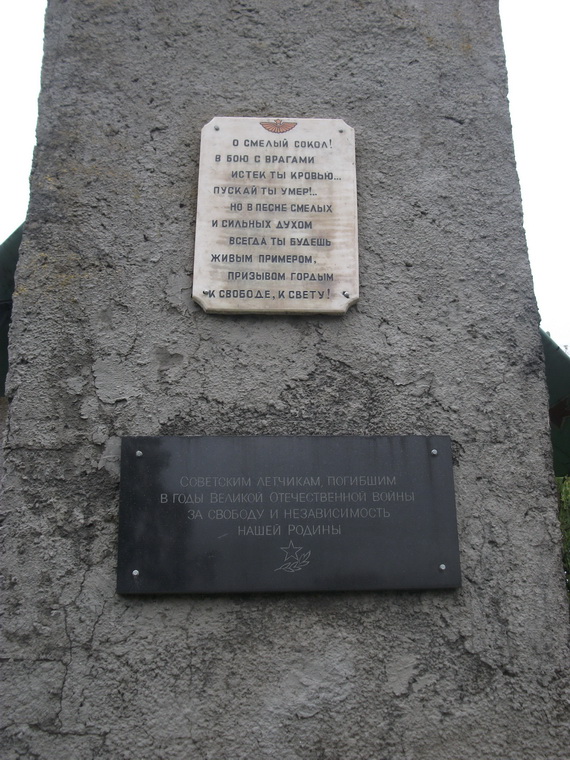 О СМЕЛЫЙ СОКОЛ!
В БОЮ С ВРАГАМИ
ИСТЕК ТЫ КРОВЬЮ...
ПУСКАЙ ТЫ УМЕР!..
НО В ПЕСНЕ СМЕЛЫХ
И СИЛЬНЫХ ДУХОМ
ВСЕГДА ТЫ БУДЕШЬ
ЖИВЫМ ПРИМЕРОМ,
ПРИЗЫВОМ ГОРДЫМ
К СВОБОДЕ, К СВЕТУ!
СОВЕТСКИМ ЛЕТЧИКАМ, ПОГИБШИМ
В ГОДЫ ВЕЛИКОЙ ОТЕЧЕСТВЕННОЙ ВОЙНЫ
ЗА СВОБОДУ И НЕЗАВИСИМОСТЬ
НАШЕЙ РОДИНЫ